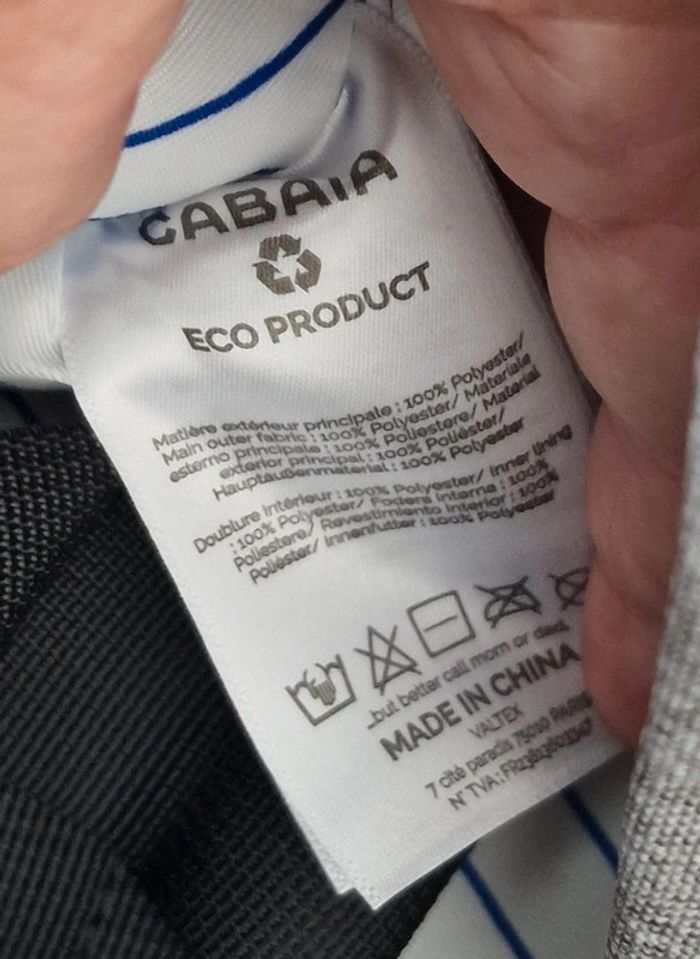 CABAIA
ECO PRODUCT
Matière extérieur principale : 100% Polyester/
Main outer fabric : 100% Polyester/ Materiale
esterno principale : 100% Poliestere/ Material
exterior principal : 100% Poliéster/
Hauptaußenmaterial : 100% Polyester
Doublure Intérieur : 100% Polyester/ Inner lining
: 100% Polyester/ Fodera interna : 100%
Poliestere/ Revestimiento interior : 100%
Poliéster/ Innenfutter : 100% Polyester
...but better call mom or dad
MADE IN CHINA
VALTEX
7 cité paradis 75010 PARIS
N° TVA :